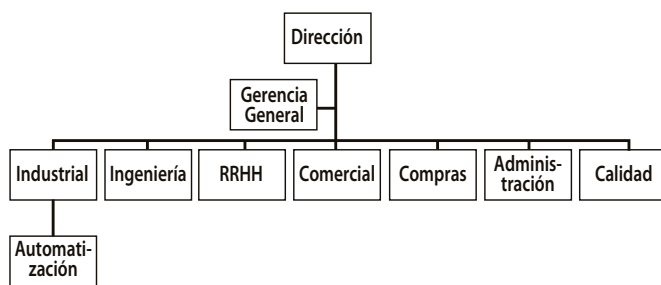 Dirección
Gerencia
General
Industrial
Ingeniería
RRHH
Comercial
Compras
Adminis-
tración
Calidad
Automati-
zación